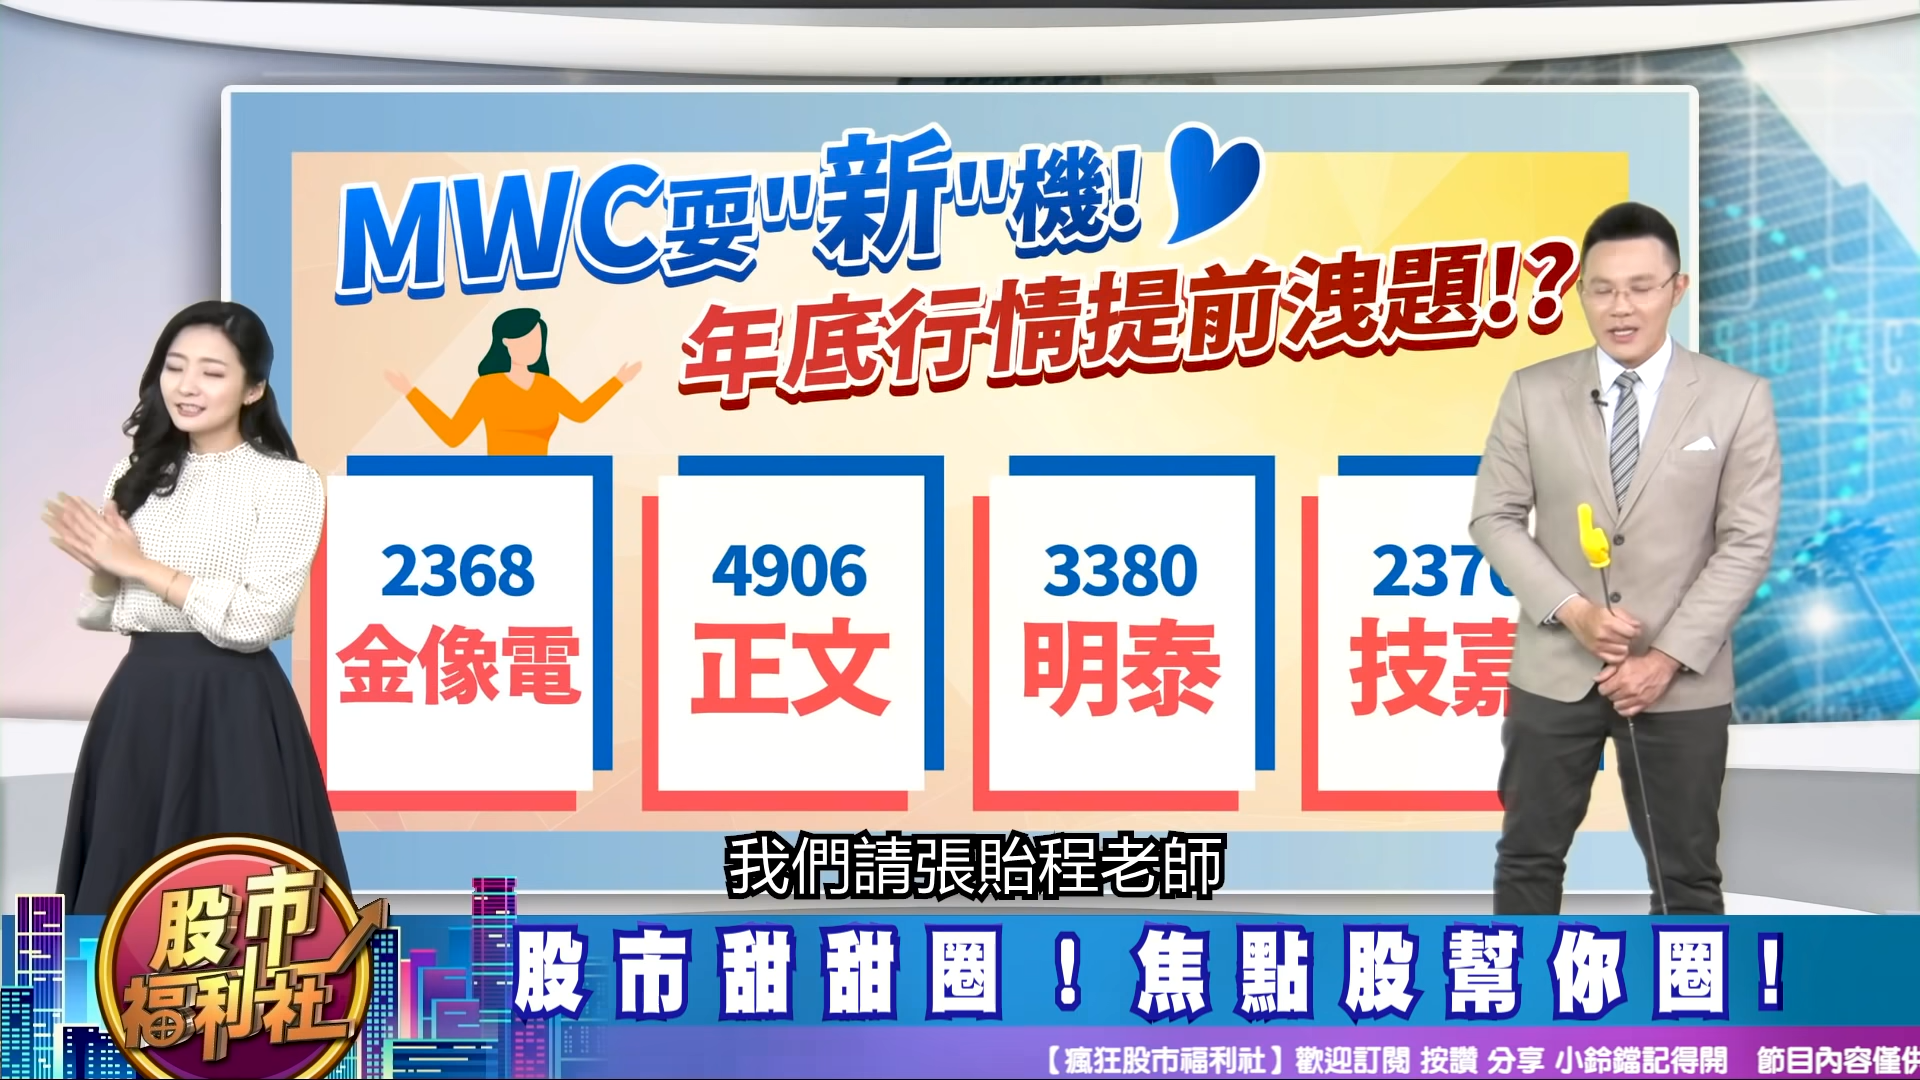 MWC耍"新"機!
年底行情提前洩題!?
2368
金像電
4906
正文
3380
明泰
237
技嘉
我們請張貽程老師
股市
福利社
股市甜甜圈！焦點股幫你圈！
【瘋狂股市福利社】歡迎訂閱 按讚 分享 小鈴鐺記得開 節目內容僅供